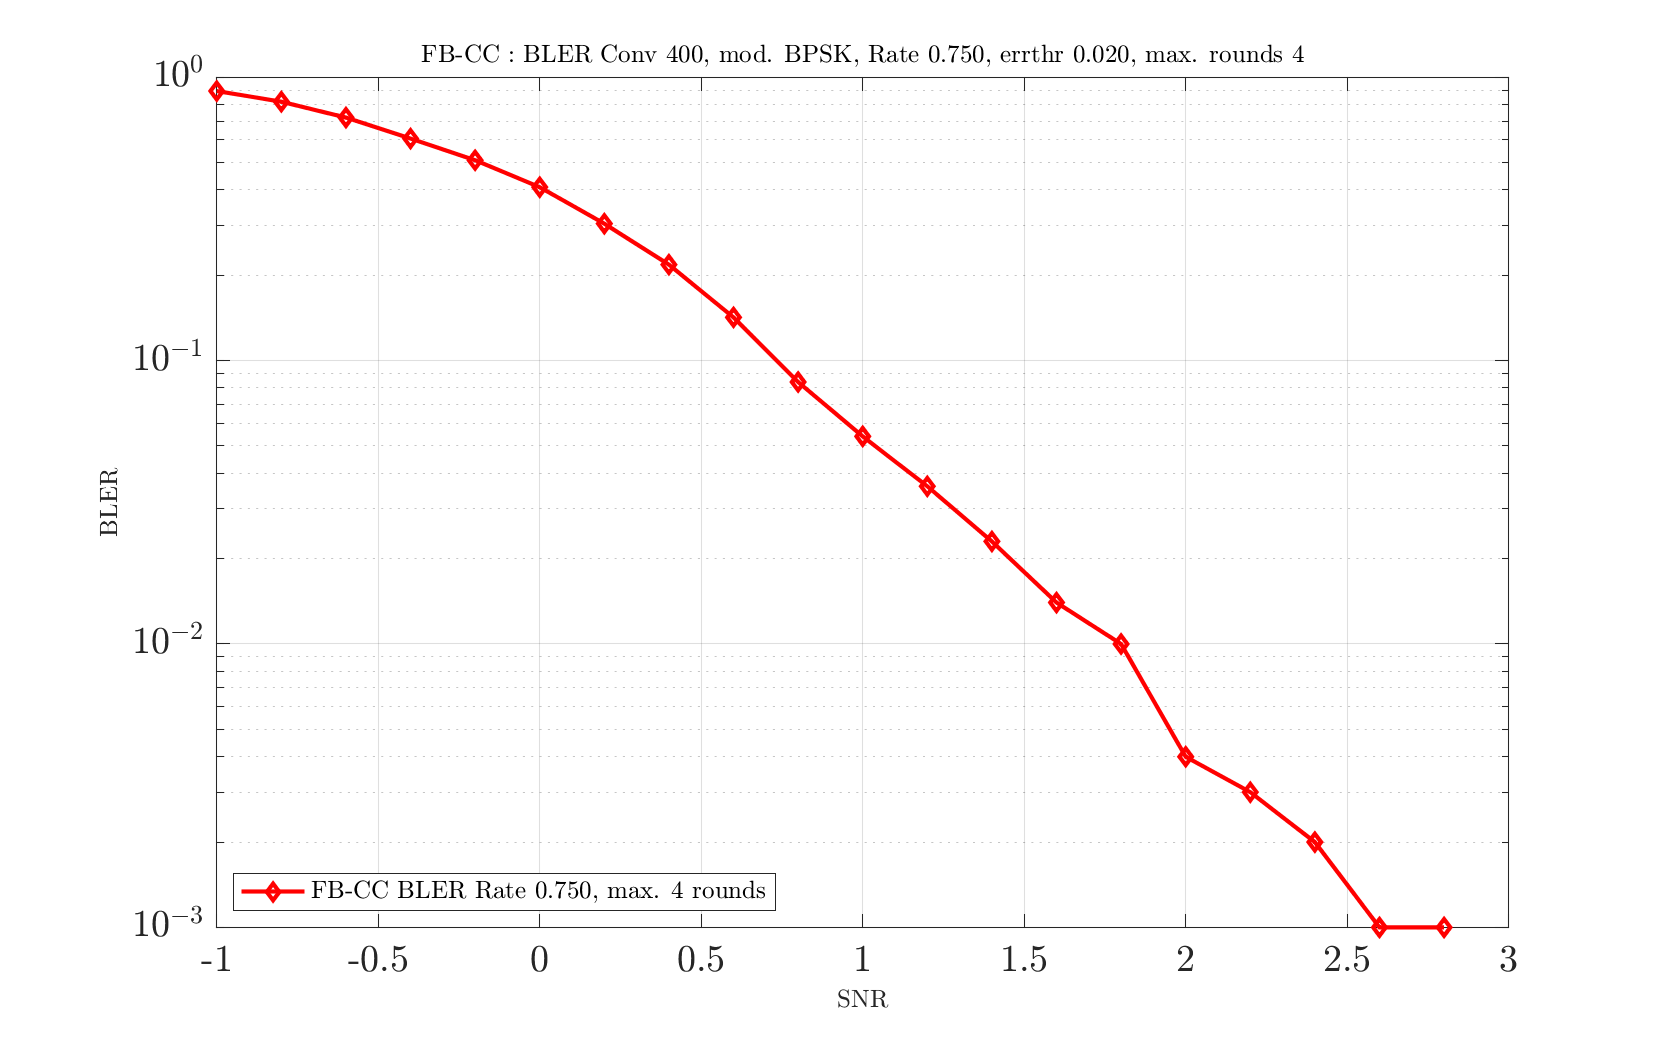 FB-CC : BLER Conv 400, mod. BPSK, Rate 0.750, errthr 0.020, max. rounds 4
10⁰
10⁻¹
10⁻²
10⁻³
BLER
FB-CC BLER Rate 0.750, max. 4 rounds
-1 -0.5 0 0.5 1 1.5 2 2.5 3
SNR